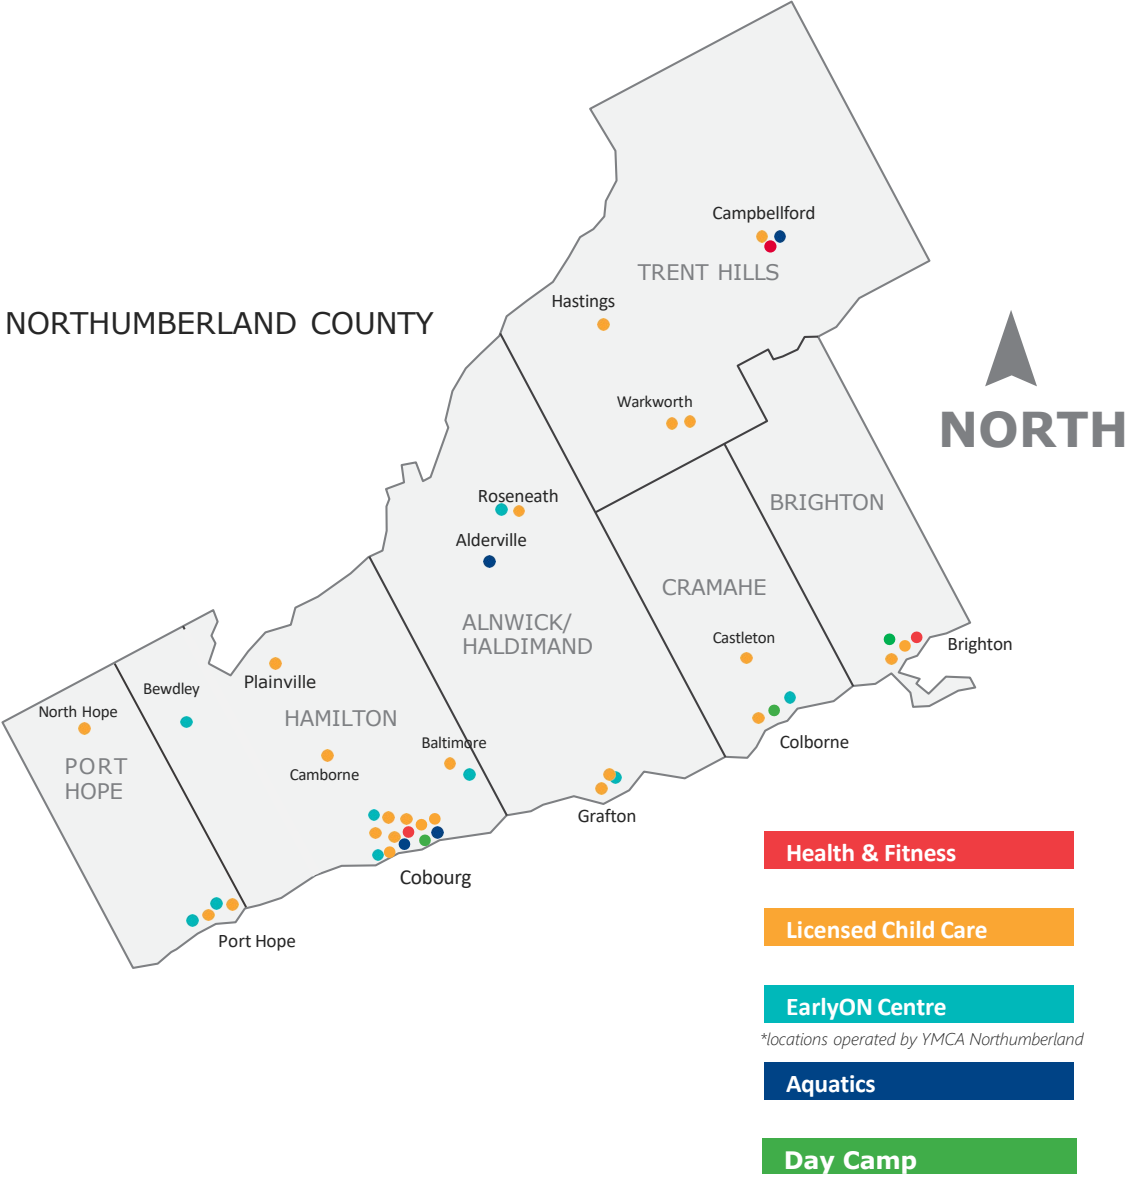 Campbellford
TRENT HILLS
Hastings
NORTHUMBERLAND COUNTY
Warkworth
NORTH
Roseneath
BRIGHTON
Alderville
CRAMAHE
ALNWICK/
HALDIMAND
Castleton
Brighton
Plainville
Bewdley
North Hope
HAMILTON
Baltimore
Colborne
PORT
HOPE
Camborne
Grafton
Cobourg
Port Hope
Health & Fitness
Licensed Child Care
EarlyON Centre
*locations operated by YMCA Northumberland
Aquatics
Day Camp